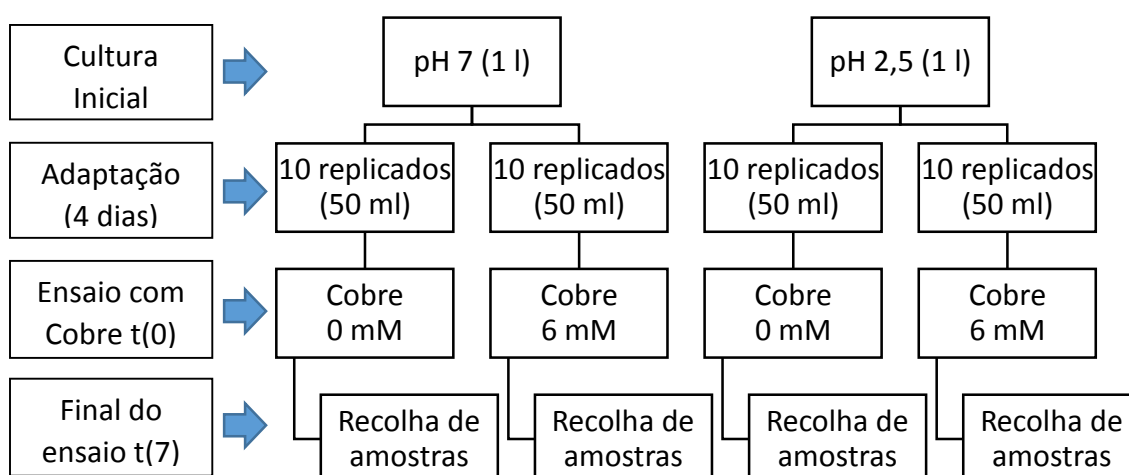 Cultura
Inicial
pH 7 (1 l)
pH 2,5 (1 l)
Adaptação
(4 dias)
10 replicados
(50 ml)
10 replicados
(50 ml)
10 replicados
(50 ml)
10 replicados
(50 ml)
Ensaio com
Cobre t(0)
Cobre
0 mM
Cobre
6 mM
Cobre
0 mM
Cobre
6 mM
Final do
ensaio t(7)
Recolha de
amostras
Recolha de
amostras
Recolha de
amostras
Recolha de
amostras